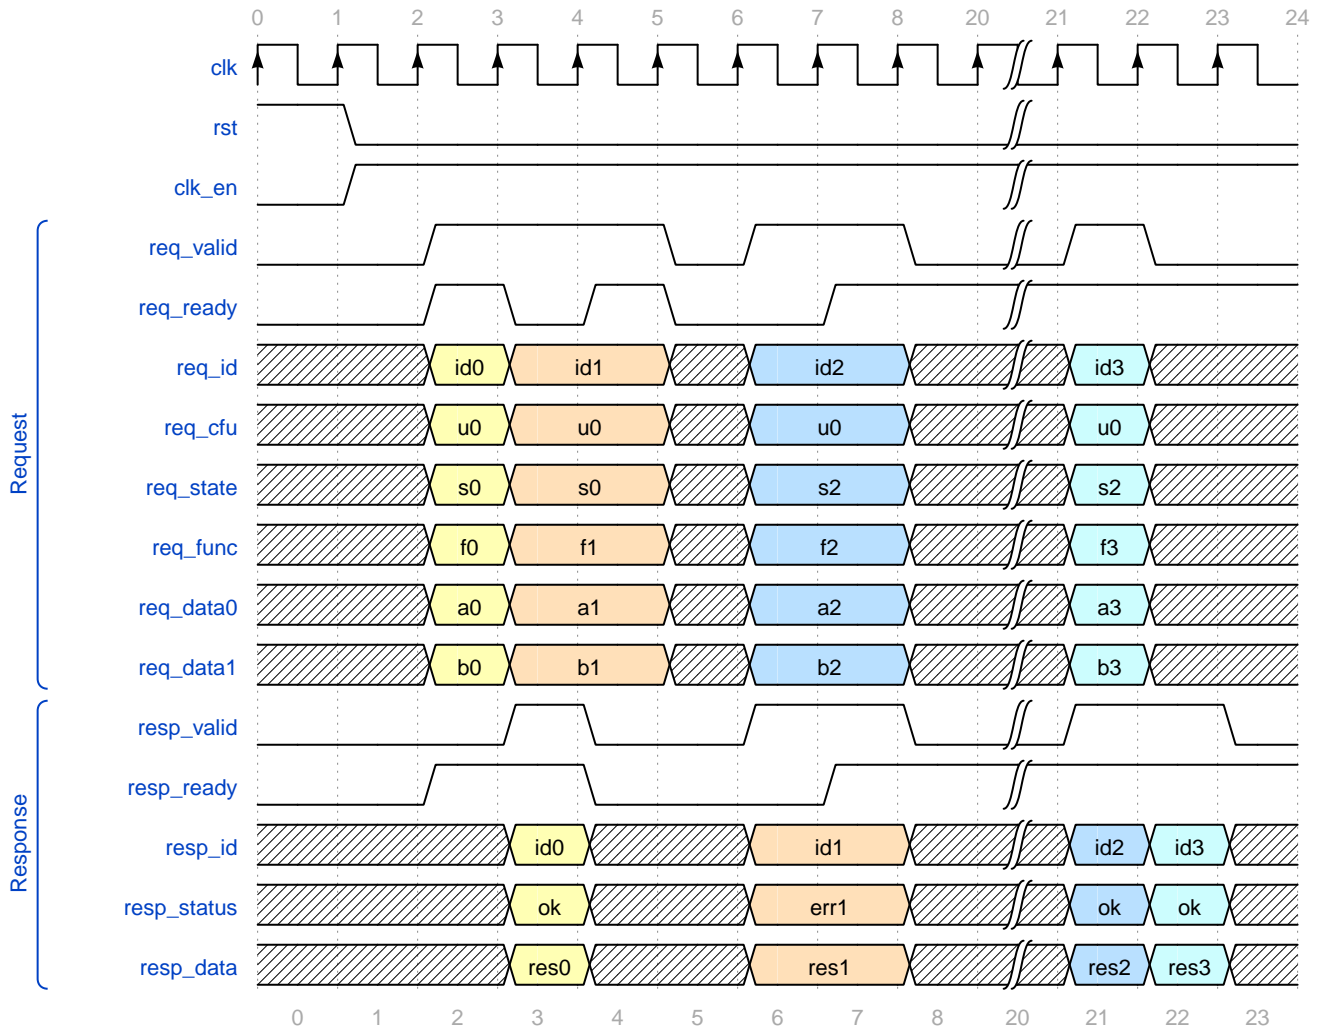 0 1 2 3 4 5 6 7 8 20 21 22 23 24
clk
rst
clk_en
req_valid
req_ready
req_id id0 id1 id2 id3
req_cfu u0 u0 u0 u0
Request
req_state s0 s0 s2 s2
req_func f0 f1 f2 f3
req_data0 a0 a1 a2 a3
req_data1 b0 b1 b2 b3
resp_valid
resp_ready
Response
resp_id id0 id1 id2 id3
resp_status ok err1 ok ok
resp_data res0 res1 res2 res3
0 1 2 3 4 5 6 7 8 20 21 22 23